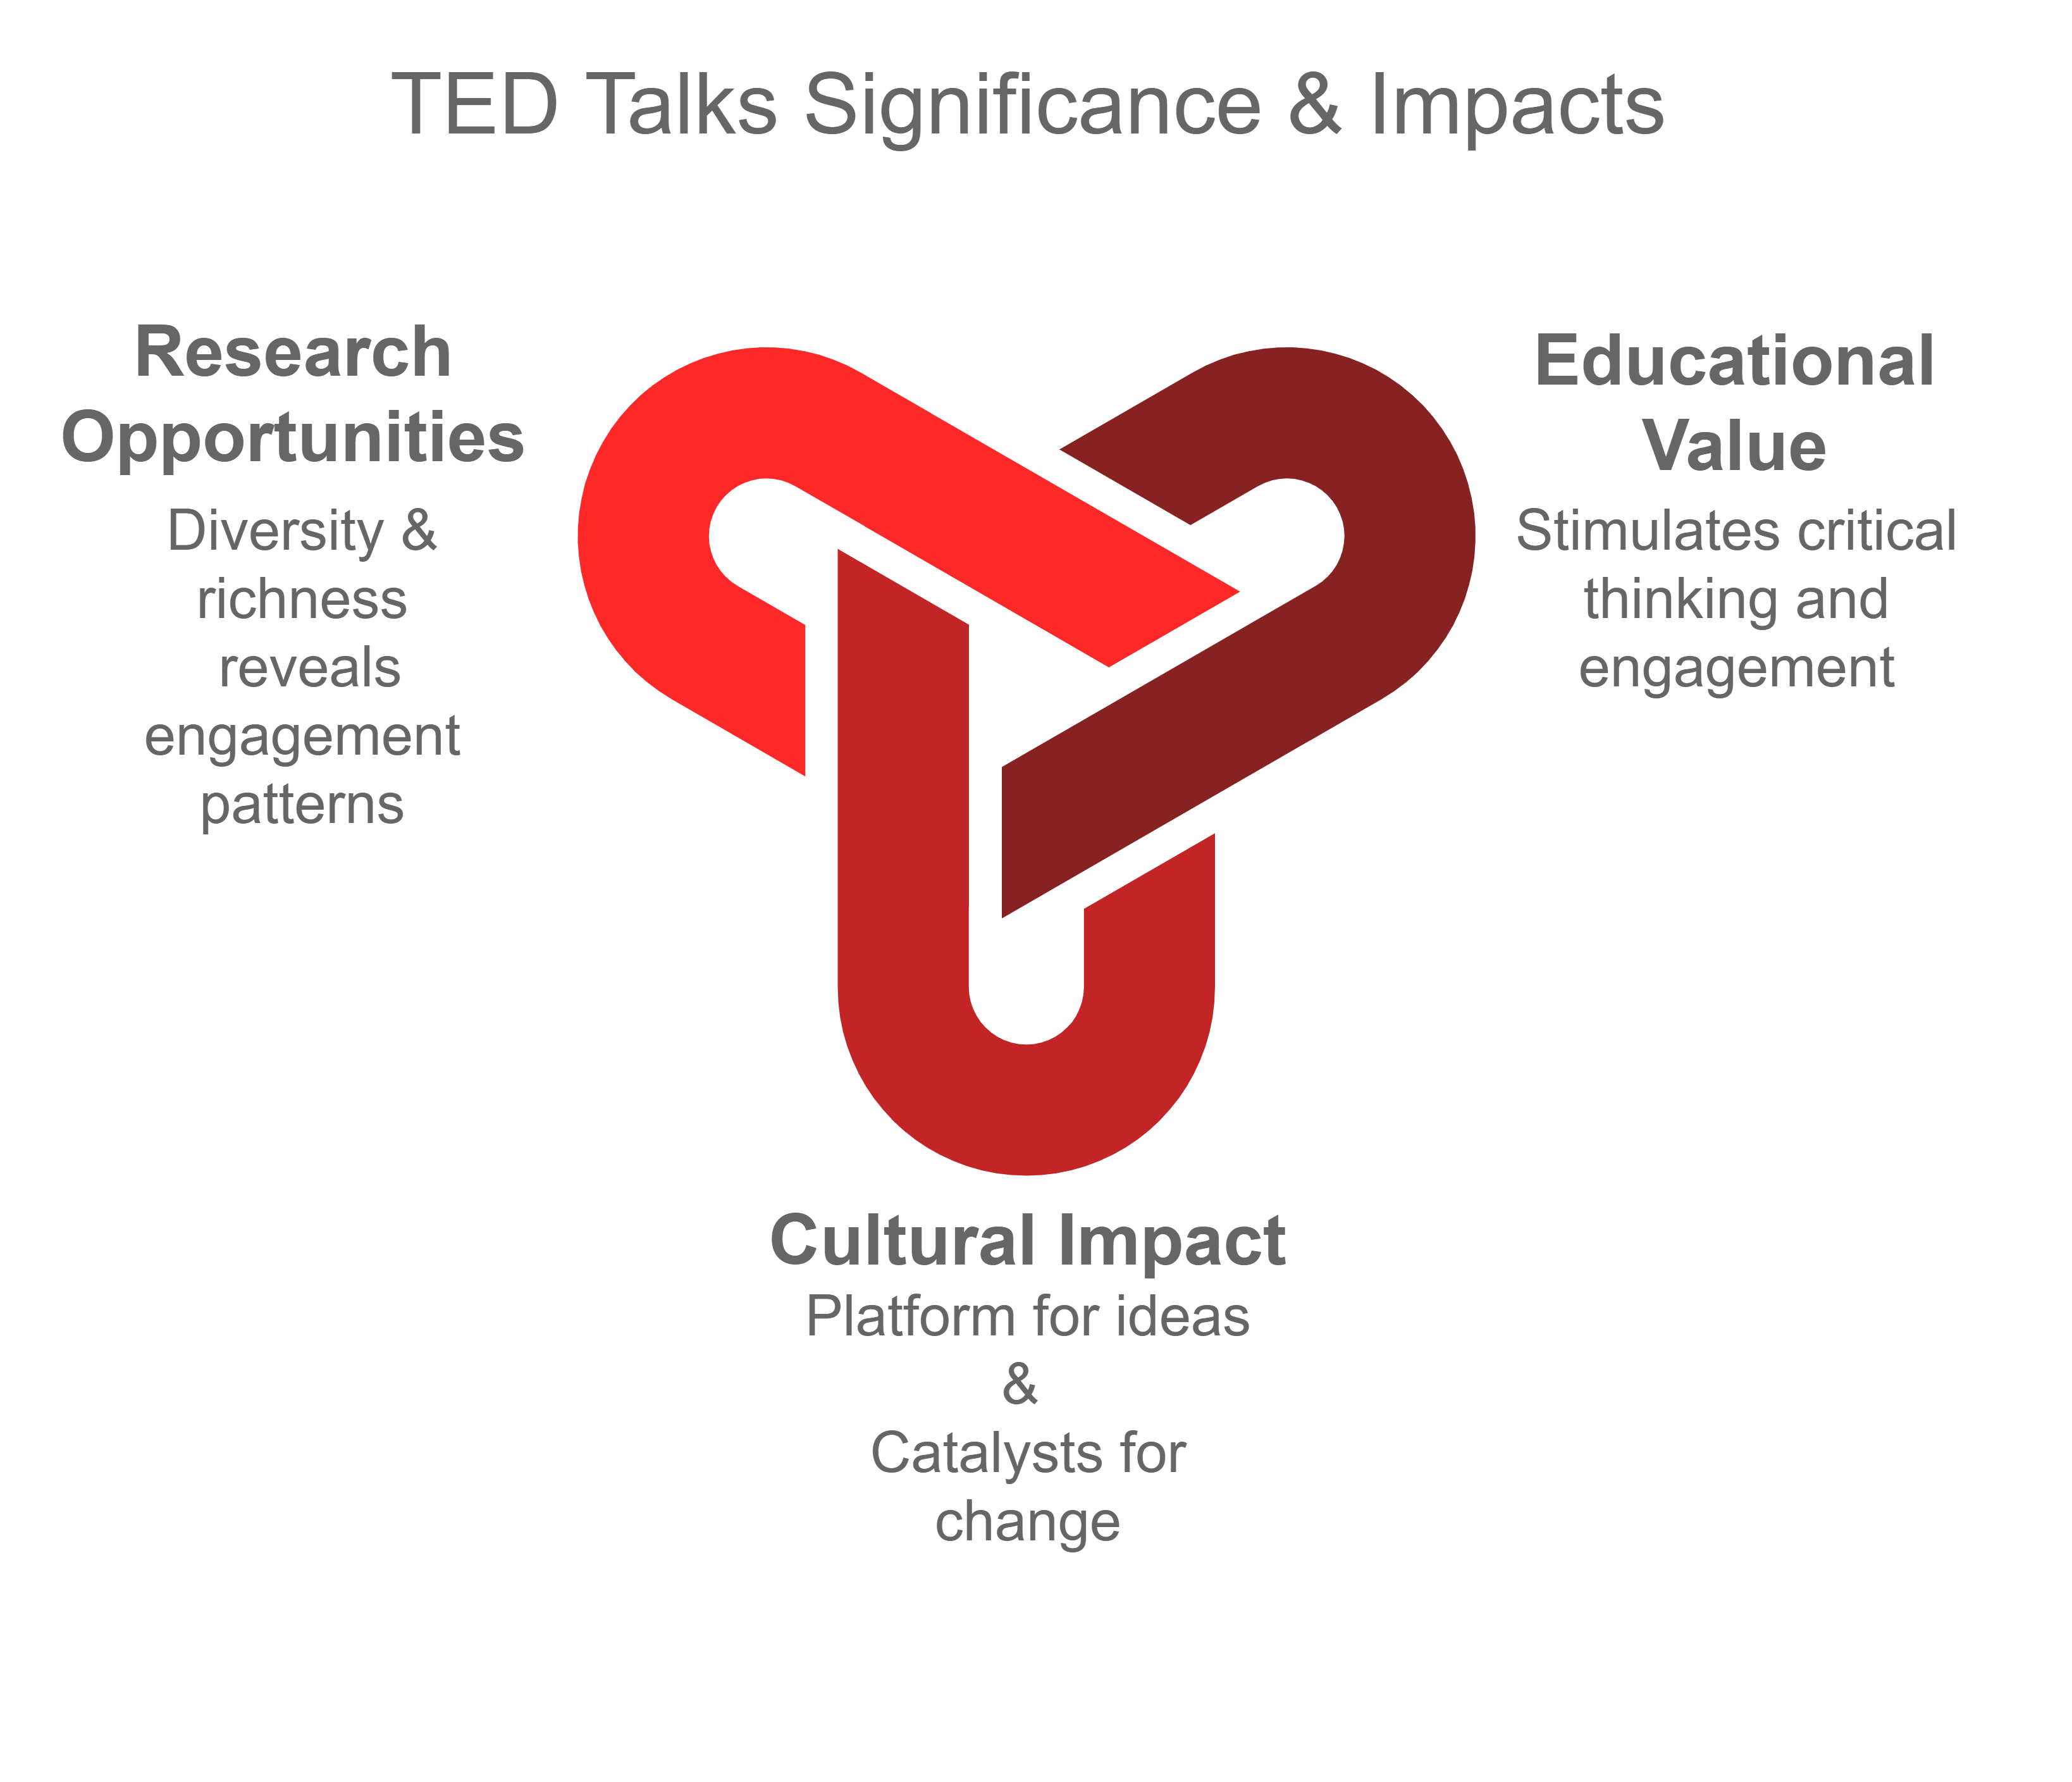 TED Talks Significance & Impacts
Research
Opportunities
Diversity &
richness
reveals
engagement
patterns
Educational
Value
Stimulates critical
thinking and
engagement
Cultural Impact
Platform for ideas
&
Catalysts for
change